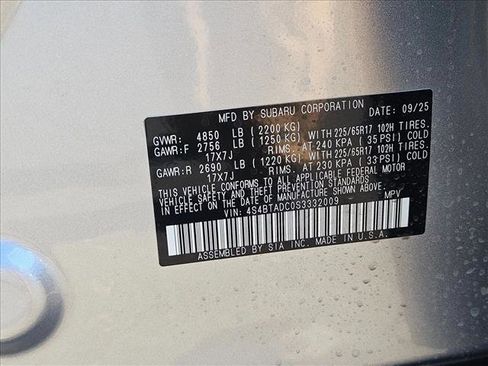 MFD BY SUBARU CORPORATION DATE: 09/25
GVWR: 4850 LB (2200 KG)
GAWR:F 2756 LB (1250 KG) WITH 225/65R17 102H TIRES.
17X7J RIMS. AT 240 KPA (35 PSI) COLD
GAWR:R 2690 LB (1220 KG) WITH 225/65R17 102H TIRES.
17X7J RIMS. AT 230 KPA (33 PSI) COLD
THIS VEHICLE CONFORMS TO ALL APPLICABLE FEDERAL MOTOR
VEHICLE SAFETY AND BUMPER STANDARDS IN EFFECT ON THE
DATE OF MANUFACTURE SHOWN ABOVE.
VIN: 4S4BTADC0S3332009 MPV
ASSEMBLED BY SIA INC. MADE IN U.S.A.